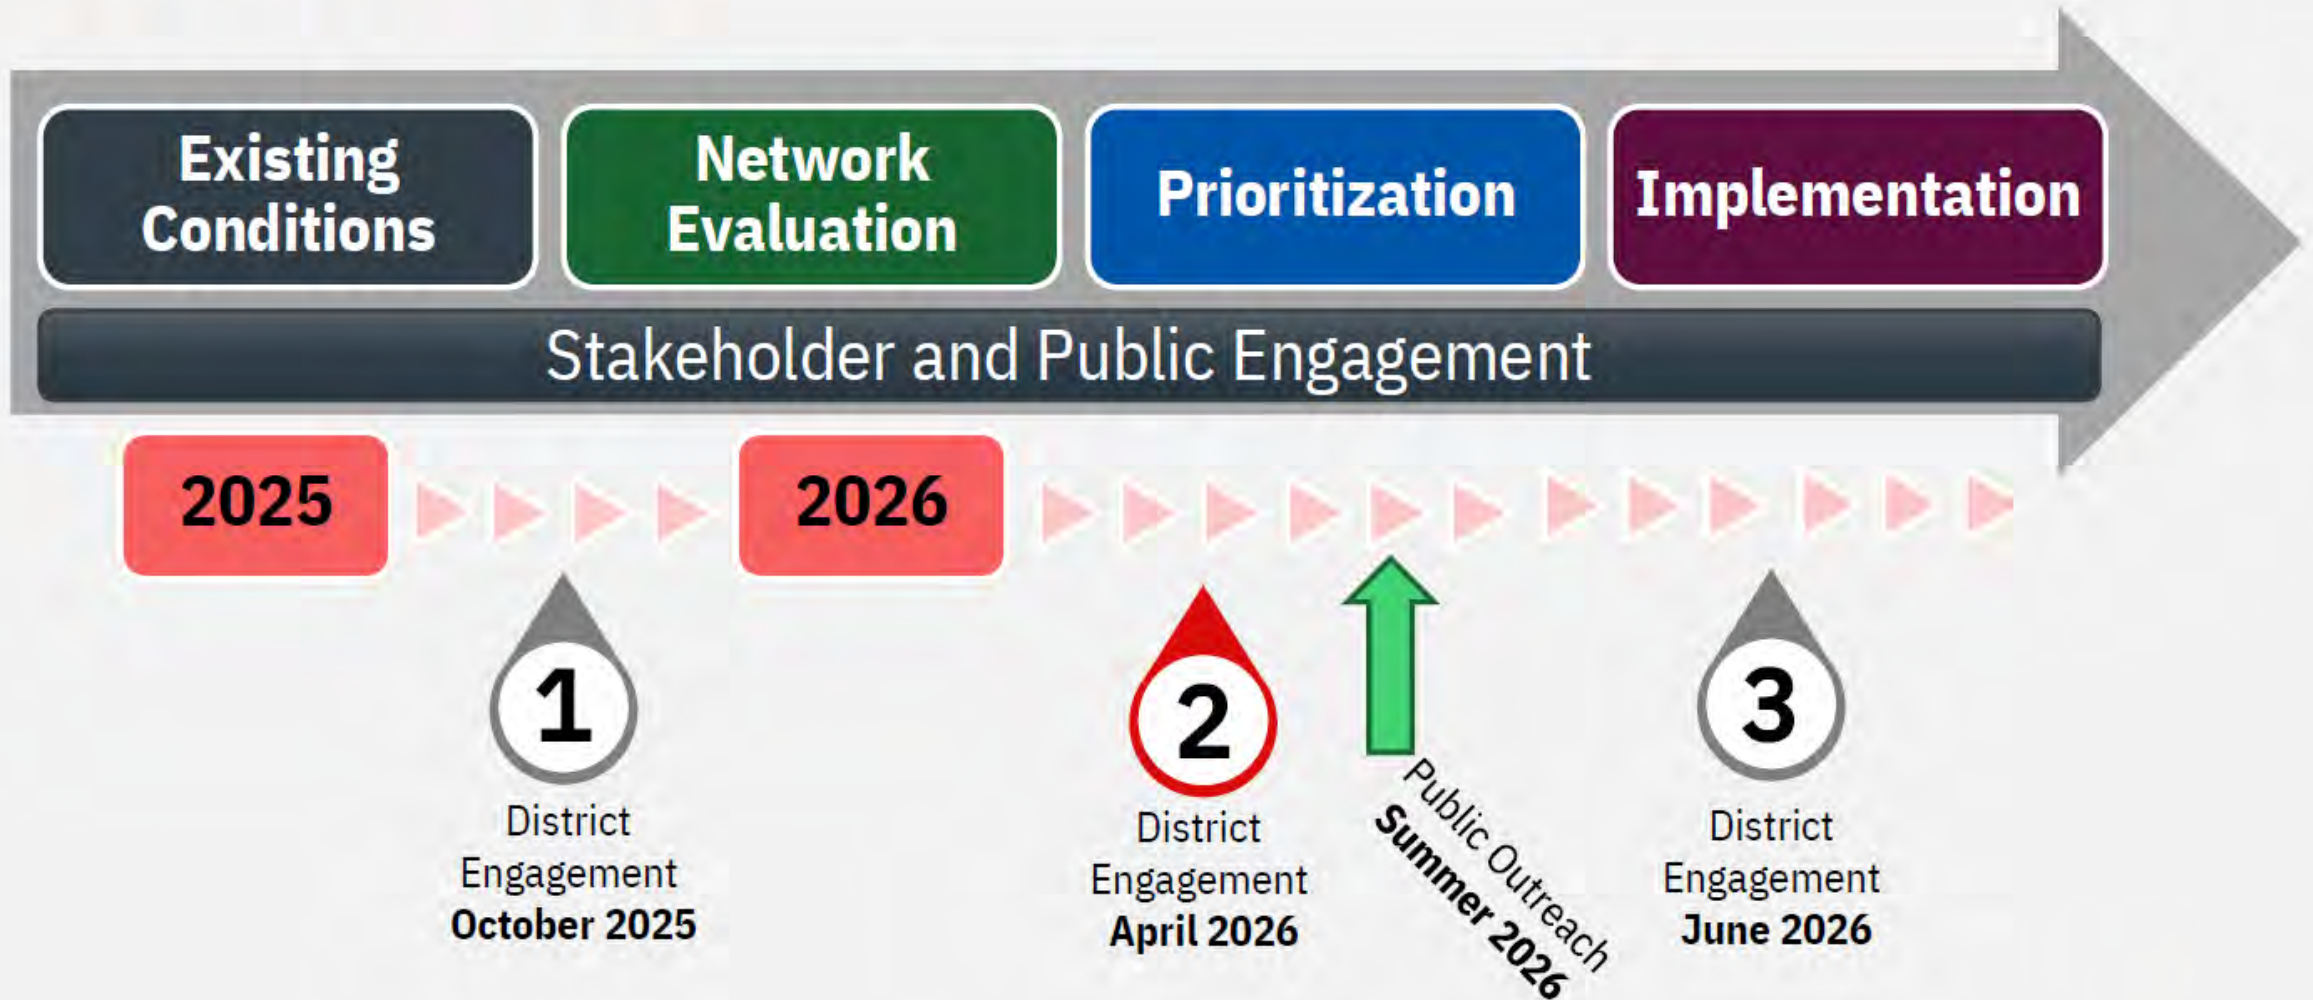 Existing
Conditions
Network
Evaluation
Prioritization
Implementation
Stakeholder and Public Engagement
2025
2026
1
District
Engagement
October 2025
2
District
Engagement
April 2026
Public Outreach
Summer 2026
3
District
Engagement
June 2026